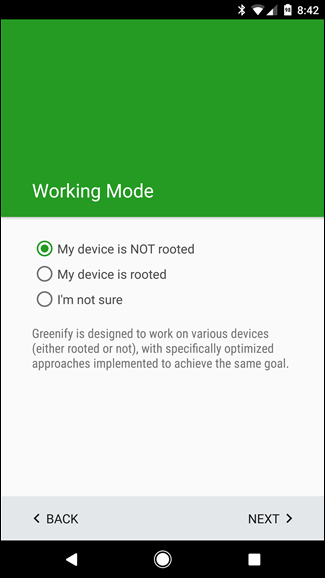 8:42
Working Mode
My device is NOT rooted
My device is rooted
I'm not sure
Greenify is designed to work on various devices
(either rooted or not), with specifically optimized
approaches implemented to achieve the same goal.
BACK
NEXT